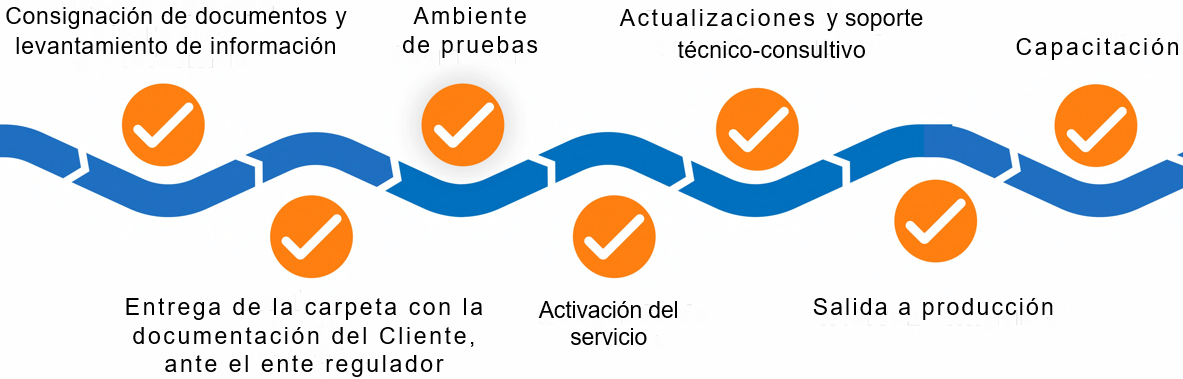 Consignación de documentos y
levantamiento de información
Entrega de la carpeta con la
documentación del Cliente,
ante el ente regulador
Ambiente
de pruebas
Activación del
servicio
Actualizaciones y soporte
técnico-consultivo
Salida a producción
Capacitación